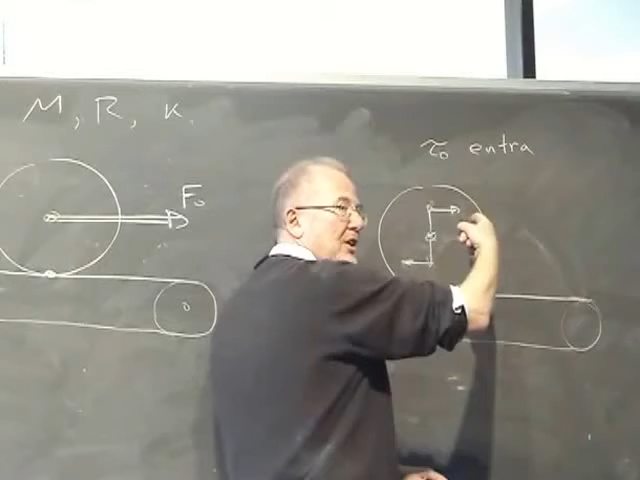 M, R, K.
F₀
τ₀ entra